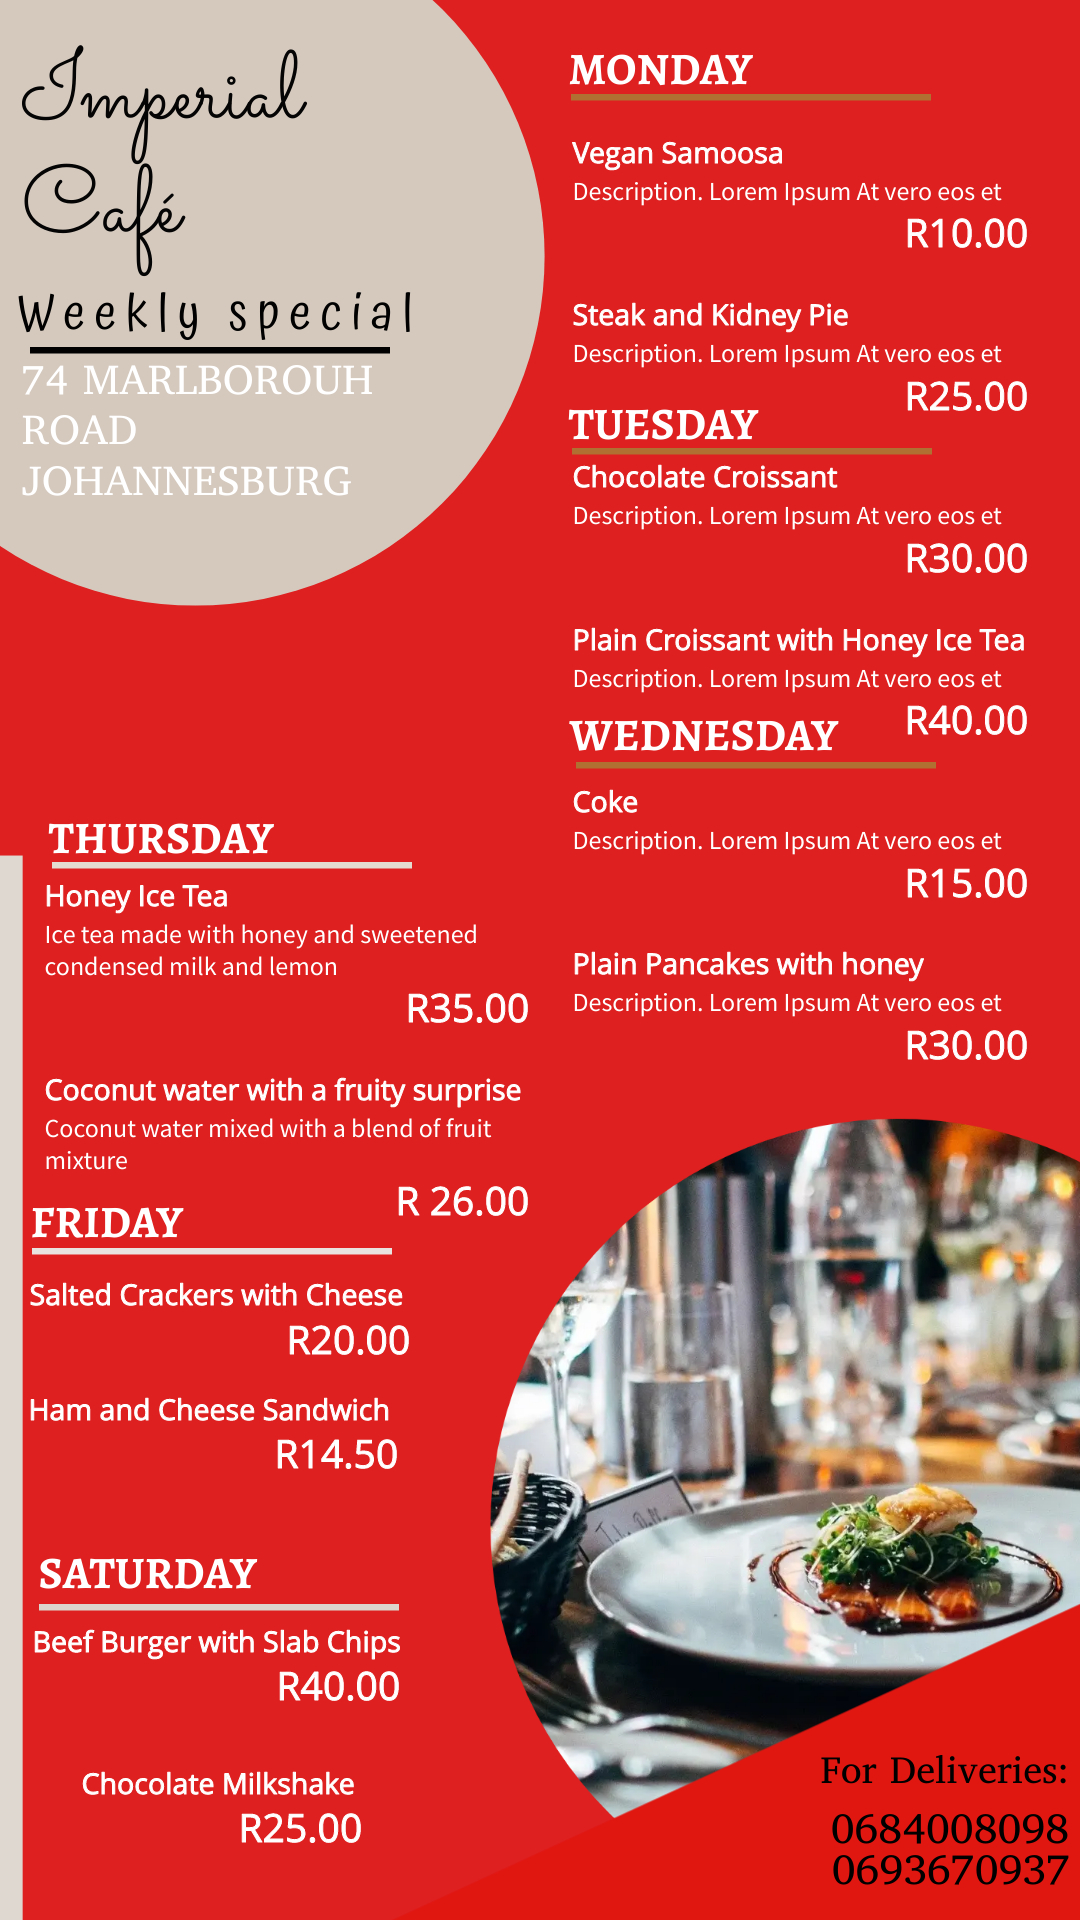 Imperial
Café
Weekly special
74 MARLBOROUH
ROAD
JOHANNESBURG
MONDAY
Vegan Samoosa
Description. Lorem Ipsum At vero eos et
R10.00
Steak and Kidney Pie
Description. Lorem Ipsum At vero eos et
R25.00
TUESDAY
Chocolate Croissant
Description. Lorem Ipsum At vero eos et
R30.00
Plain Croissant with Honey Ice Tea
Description. Lorem Ipsum At vero eos et
R40.00
WEDNESDAY
Coke
Description. Lorem Ipsum At vero eos et
R15.00
Plain Pancakes with honey
Description. Lorem Ipsum At vero eos et
R30.00
THURSDAY
Honey Ice Tea
Ice tea made with honey and sweetened
condensed milk and lemon
R35.00
Coconut water with a fruity surprise
Coconut water mixed with a blend of fruit
mixture
R 26.00
FRIDAY
Salted Crackers with Cheese
R20.00
Ham and Cheese Sandwich
R14.50
SATURDAY
Beef Burger with Slab Chips
R40.00
Chocolate Milkshake
R25.00
For Deliveries:
0684008098
0693670937